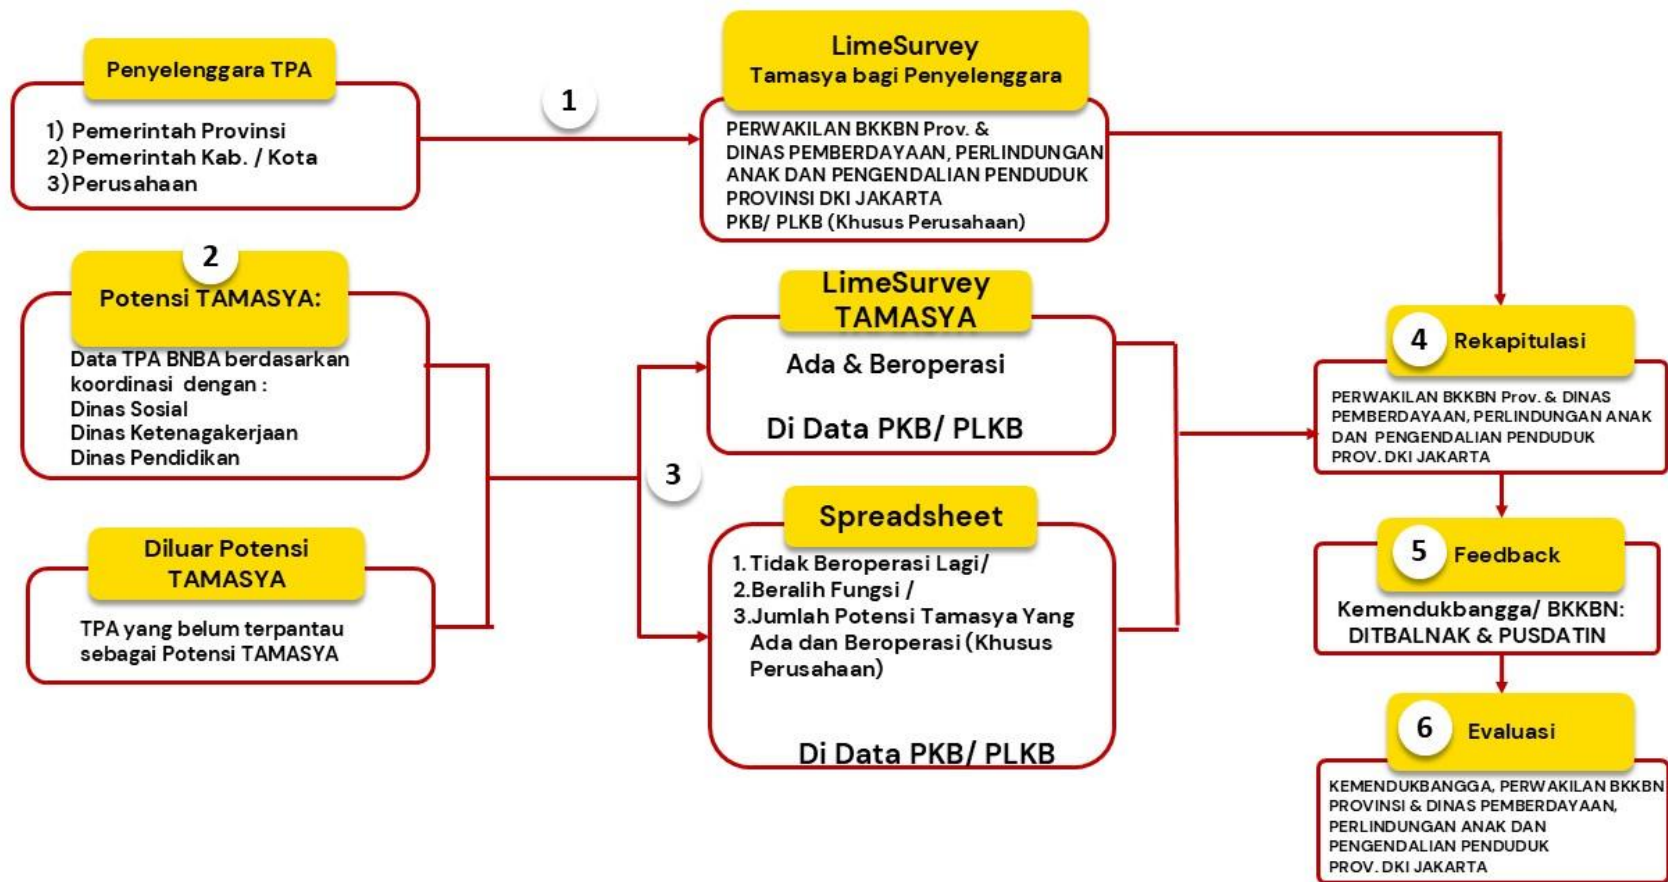 Penyelenggara TPA
1) Pemerintah Provinsi
2) Pemerintah Kab. / Kota
3) Perusahaan
1
LimeSurvey
Tamasya bagi Penyelenggara
PERWAKILAN BKKBN Prov. &
DINAS PEMBERDAYAAN, PERLINDUNGAN
ANAK DAN PENGENDALIAN PENDUDUK
PROVINSI DKI JAKARTA
PKB/ PLKB (Khusus Perusahaan)
2
Potensi TAMASYA:
Data TPA BNBA berdasarkan
koordinasi dengan :
Dinas Sosial
Dinas Ketenagakerjaan
Dinas Pendidikan
Diluar Potensi
TAMASYA
TPA yang belum terpantau
sebagai Potensi TAMASYA
3
LimeSurvey
TAMASYA
Ada & Beroperasi
Di Data PKB/ PLKB
Spreadsheet
1. Tidak Beroperasi Lagi/
2.Beralih Fungsi /
3.Jumlah Potensi Tamasya Yang
Ada dan Beroperasi (Khusus
Perusahaan)
Di Data PKB/ PLKB
4
Rekapitulasi
PERWAKILAN BKKBN Prov. & DINAS
PEMBERDAYAAN, PERLINDUNGAN ANAK
DAN PENGENDALIAN PENDUDUK
PROV. DKI JAKARTA
5
Feedback
Kemendukbangga/ BKKBN:
DITBALNAK & PUSDATIN
6
Evaluasi
KEMENDUKBANGGA, PERWAKILAN BKKBN
PROVINSI & DINAS PEMBERDAYAAN,
PERLINDUNGAN ANAK DAN
PENGENDALIAN PENDUDUK
PROV. DKI JAKARTA